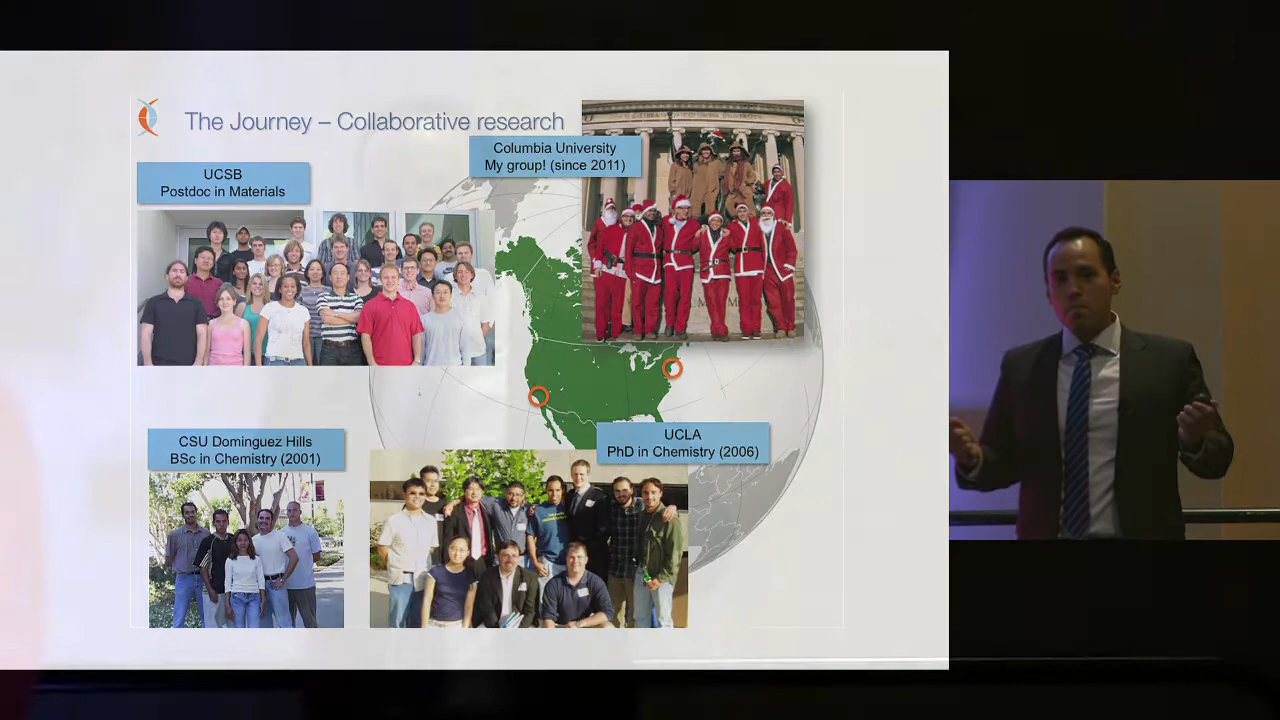 The Journey – Collaborative research
Columbia University
My group! (since 2011)
UCSB
Postdoc in Materials
CSU Dominguez Hills
BSc in Chemistry (2001)
UCLA
PhD in Chemistry (2006)